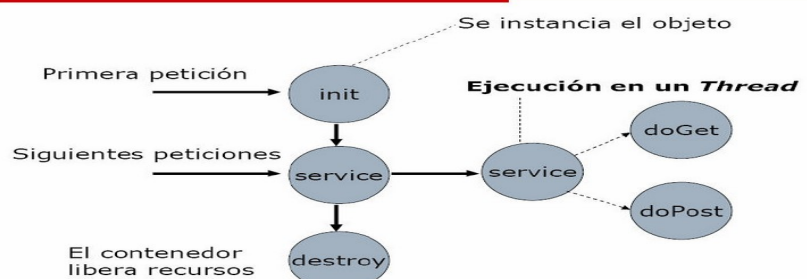 Se instancia el objeto
Primera petición
init
Ejecución en un Thread
doGet
Siguientes peticiones
service
service
doPost
El contenedor
libera recursos
destroy